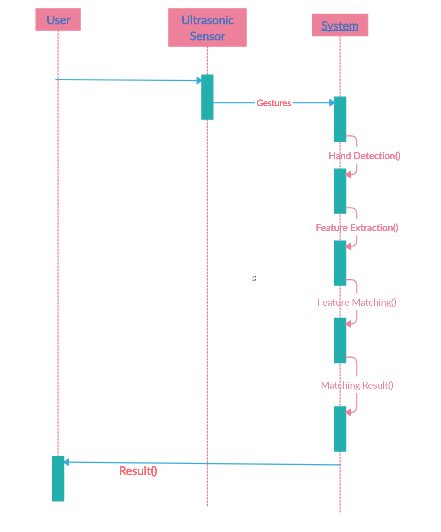 User
Ultrasonic
Sensor
System
Gestures
Hand Detection()
Feature Extraction()
Feature Matching()
Matching Result()
Result()